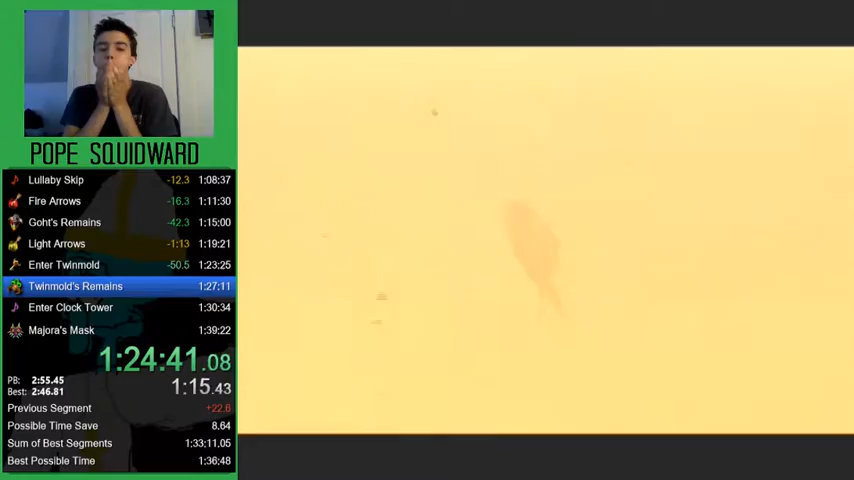 POPE SQUIDWARD
Lullaby Skip -12.3 1:08:37
Fire Arrows -16.3 1:11:30
Goht's Remains -42.3 1:15:00
Light Arrows -1:13 1:19:21
Enter Twinmold -50.5 1:23:25
Twinmold's Remains 1:27:11
Enter Clock Tower 1:30:34
Majora's Mask 1:39:22
1:24:41.08
PB: 2:55.45 1:15.43
Best: 2:46.81
Previous Segment +22.6
Possible Time Save 8.64
Sum of Best Segments 1:33:11.05
Best Possible Time 1:36:48